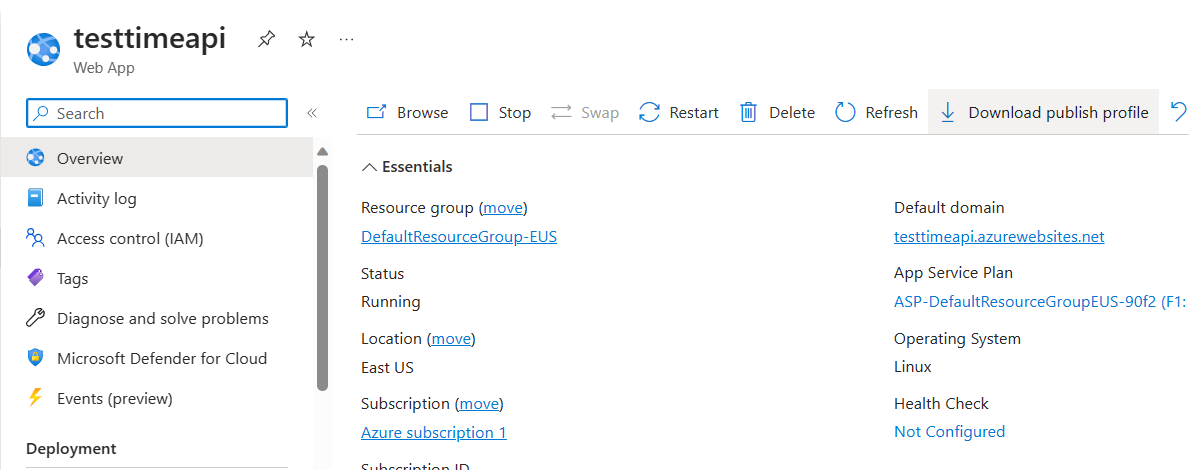 testtimeapi
Web App
Search
Overview
Activity log
Access control (IAM)
Tags
Diagnose and solve problems
Microsoft Defender for Cloud
Events (preview)
Deployment
Browse Stop Swap Restart Delete Refresh Download publish profile
Essentials
Resource group (move)
DefaultResourceGroup-EUS
Status
Running
Location (move)
East US
Subscription (move)
Azure subscription 1
Subscription ID
Default domain
testtimeapi.azurewebsites.net
App Service Plan
ASP-DefaultResourceGroupEUS-90f2 (F1:
Operating System
Linux
Health Check
Not Configured